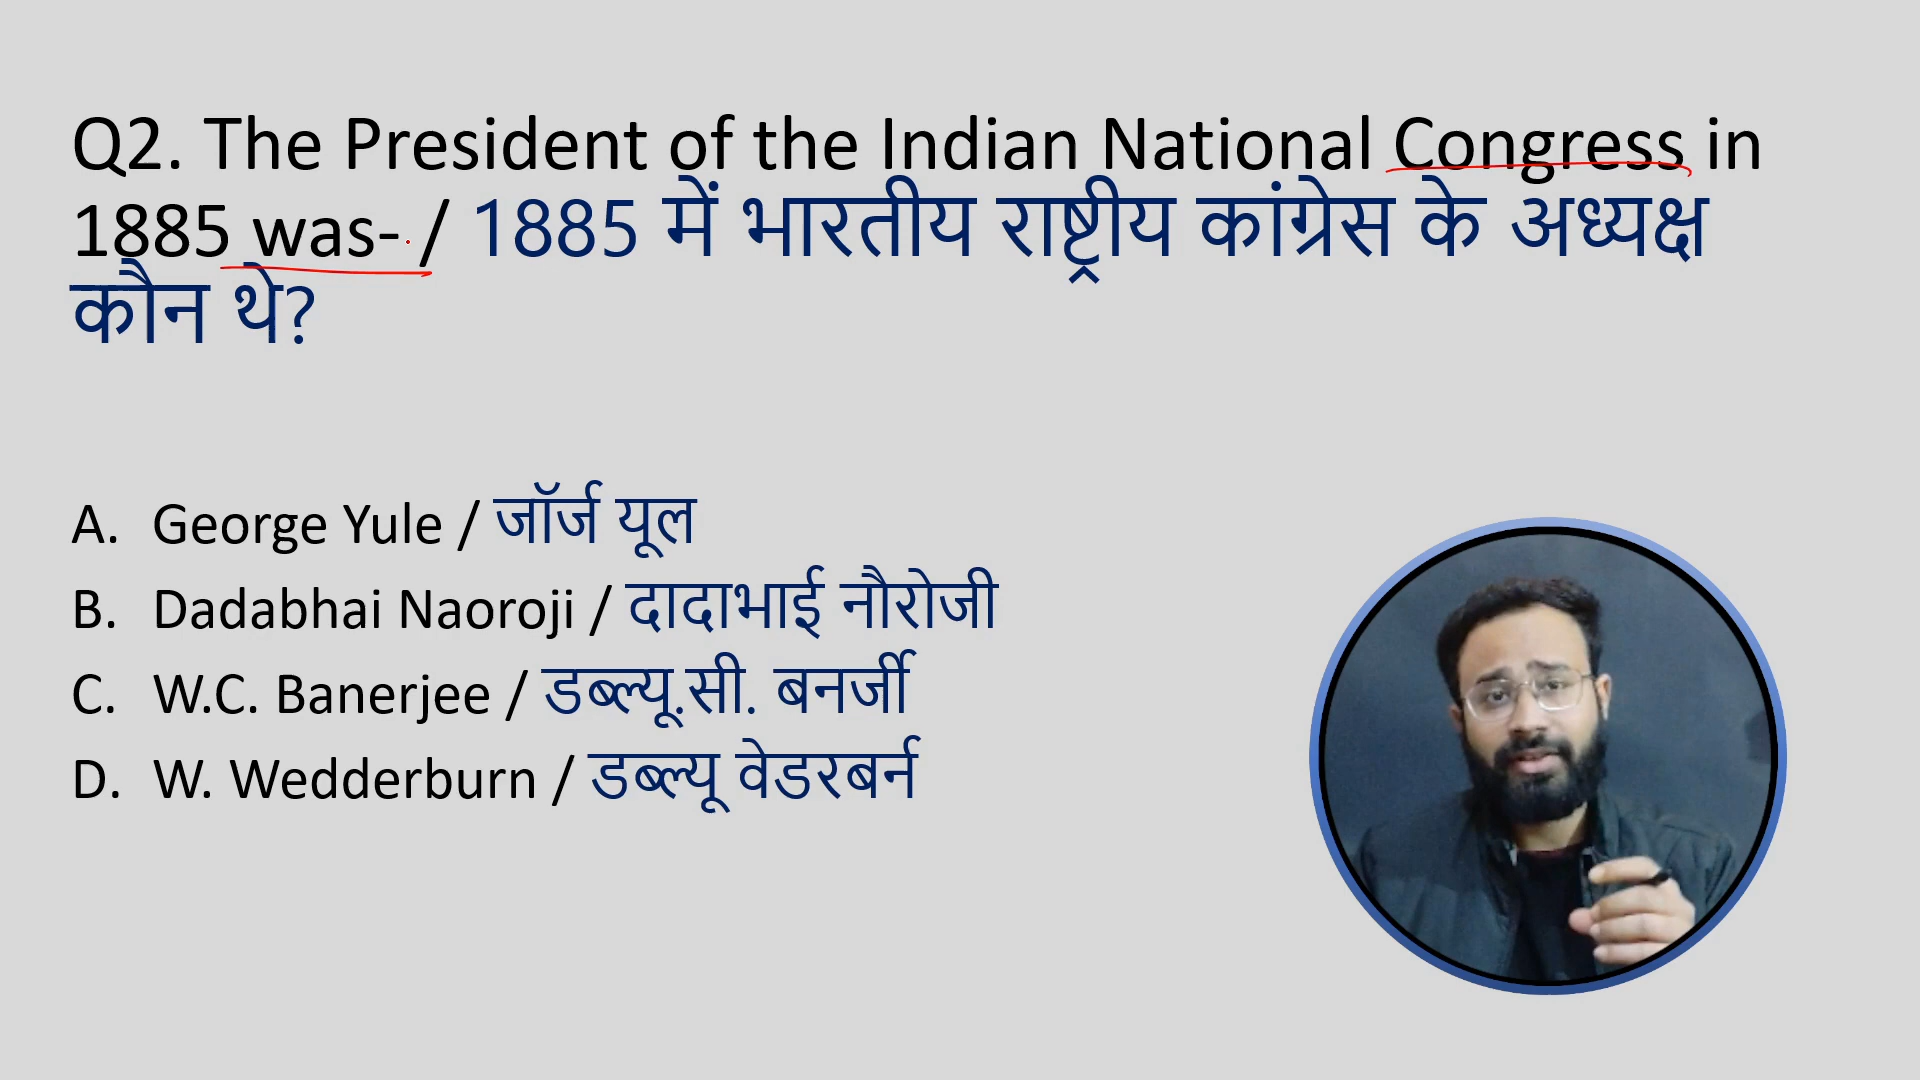 Q2. The President of the Indian National Congress in
1885 was- / 1885 में भारतीय राष्ट्रीय कांग्रेस के अध्यक्ष
कौन थे?
A. George Yule / जॉर्ज यूल
B. Dadabhai Naoroji / दादाभाई नौरोजी
C. W.C. Banerjee / डब्ल्यू.सी. बनर्जी
D. W. Wedderburn / डब्ल्यू वेडरबर्न